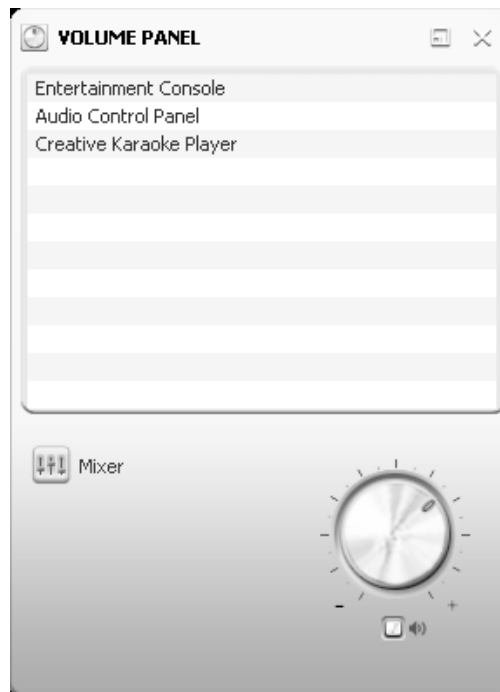 VOLUME PANEL
Entertainment Console
Audio Control Panel
Creative Karaoke Player
Mixer
- +